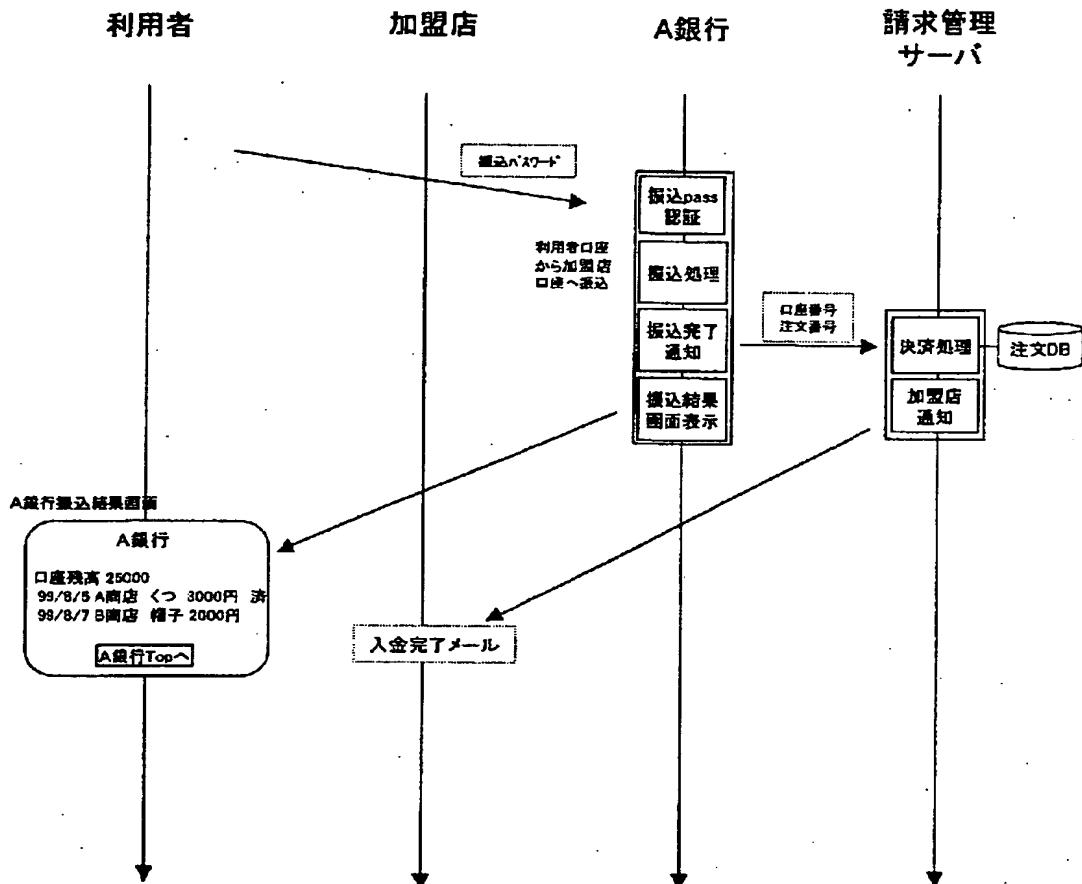 利用者
加盟店
A銀行
請求管理
サーバ
振込パスワード
振込pass
認証
利用者口座
から加盟店
口座へ振込
振込処理
口座番号
注文番号
振込完了
通知
決済処理
注文DB
振込結果
画面表示
加盟店
通知
A銀行振込結果画面
A銀行
口座残高 25000
99/8/5 A商店 くつ 3000円 済
99/8/7 B商店 帽子 2000円
A銀行Topへ
入金完了メール